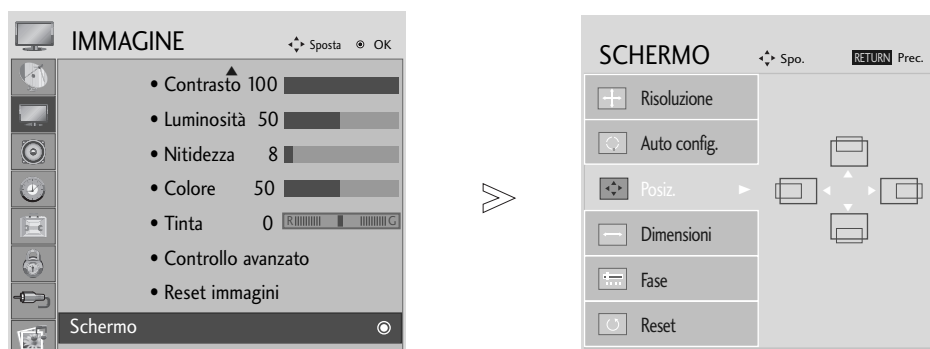 IMMAGINE
Sposta OK
• Contrasto 100
• Luminosità 50
• Nitidezza 8
• Colore 50
• Tinta 0 R G
• Controllo avanzato
• Reset immagini
Schermo
SCHERMO
Spo. RETURN Prec.
Risoluzione
Auto config.
Posiz.
Dimensioni
Fase
Reset